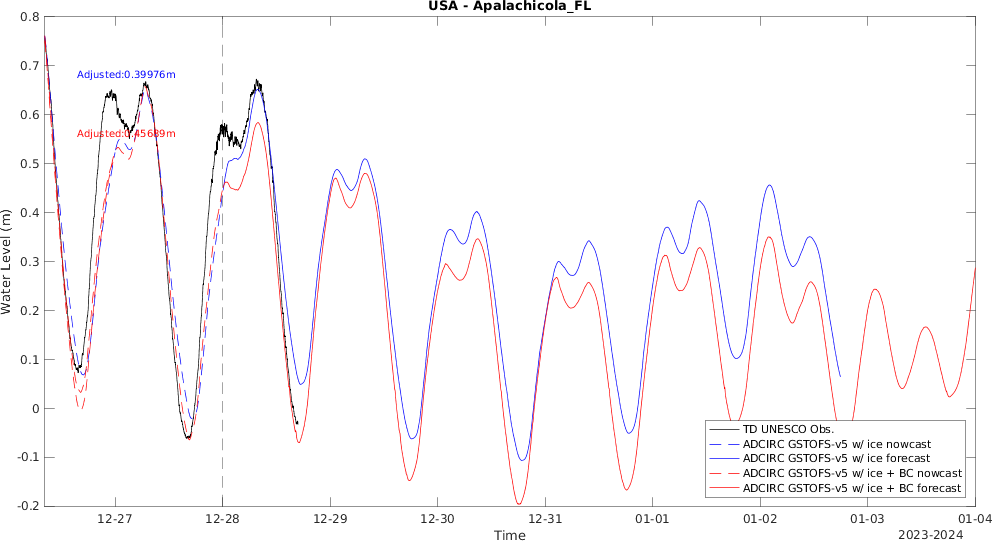 USA - Apalachicola_FL
Water Level (m)
0.8
0.7
0.6
0.5
0.4
0.3
0.2
0.1
0
-0.1
-0.2
Adjusted:0.39976m
Adjusted:0.45689m
TD UNESCO Obs.
ADCIRC GSTOFS-v5 w/ ice nowcast
ADCIRC GSTOFS-v5 w/ ice forecast
ADCIRC GSTOFS-v5 w/ ice + BC nowcast
ADCIRC GSTOFS-v5 w/ ice + BC forecast
12-27 12-28 12-29 12-30 12-31 01-01 01-02 01-03 01-04
Time
2023-2024